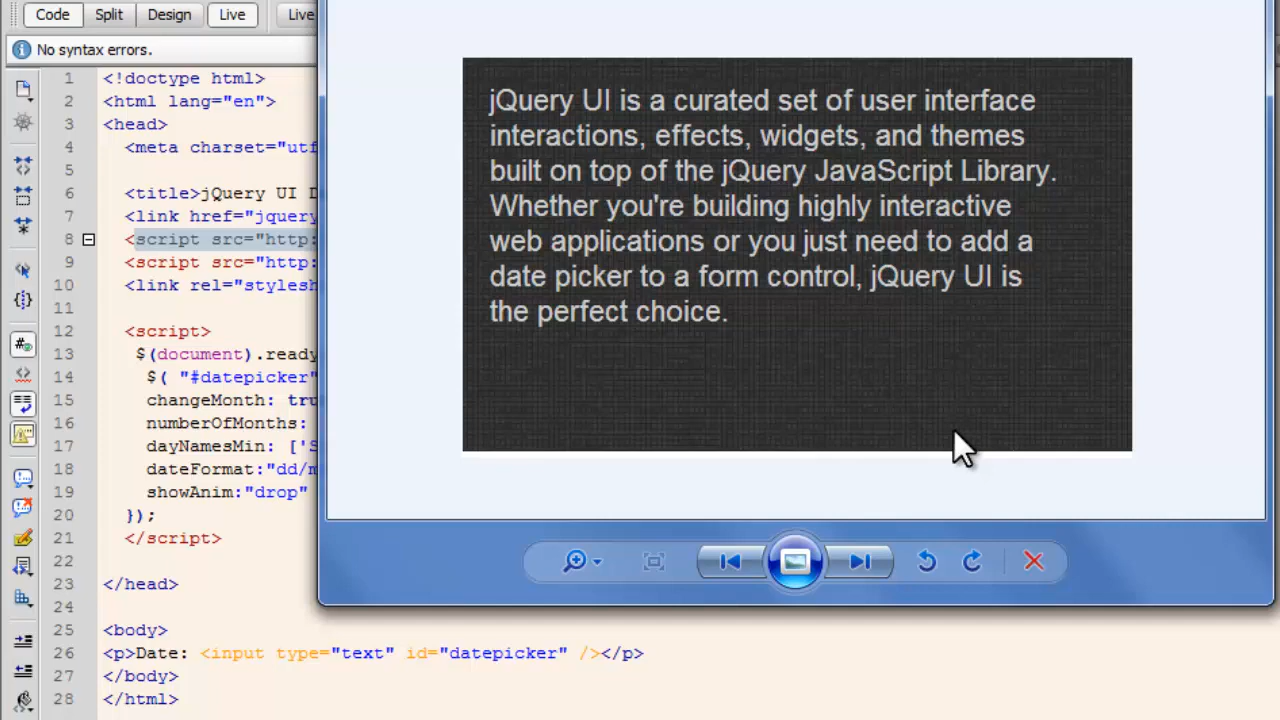 Code Split Design Live Live
No syntax errors.
1 <!doctype html>
2 <html lang="en">
3 <head>
4 <meta charset="utf
5
6 <title>jQuery UI D
7 <link href="jquery
8 <script src="http:
9 <script src="http:
10 <link rel="stylesh
11
12 <script>
13 $(document).ready
14 $( "#datepicker"
15 changeMonth: tru
16 numberOfMonths:
17 dayNamesMin: ['S
18 dateFormat:"dd/m
19 showAnim:"drop"
20 });
21 </script>
22
23 </head>
24
25 <body>
26 <p>Date: <input type="text" id="datepicker" /></p>
27 </body>
28 </html>
jQuery UI is a curated set of user interface
interactions, effects, widgets, and themes
built on top of the jQuery JavaScript Library.
Whether you're building highly interactive
web applications or you just need to add a
date picker to a form control, jQuery UI is
the perfect choice.